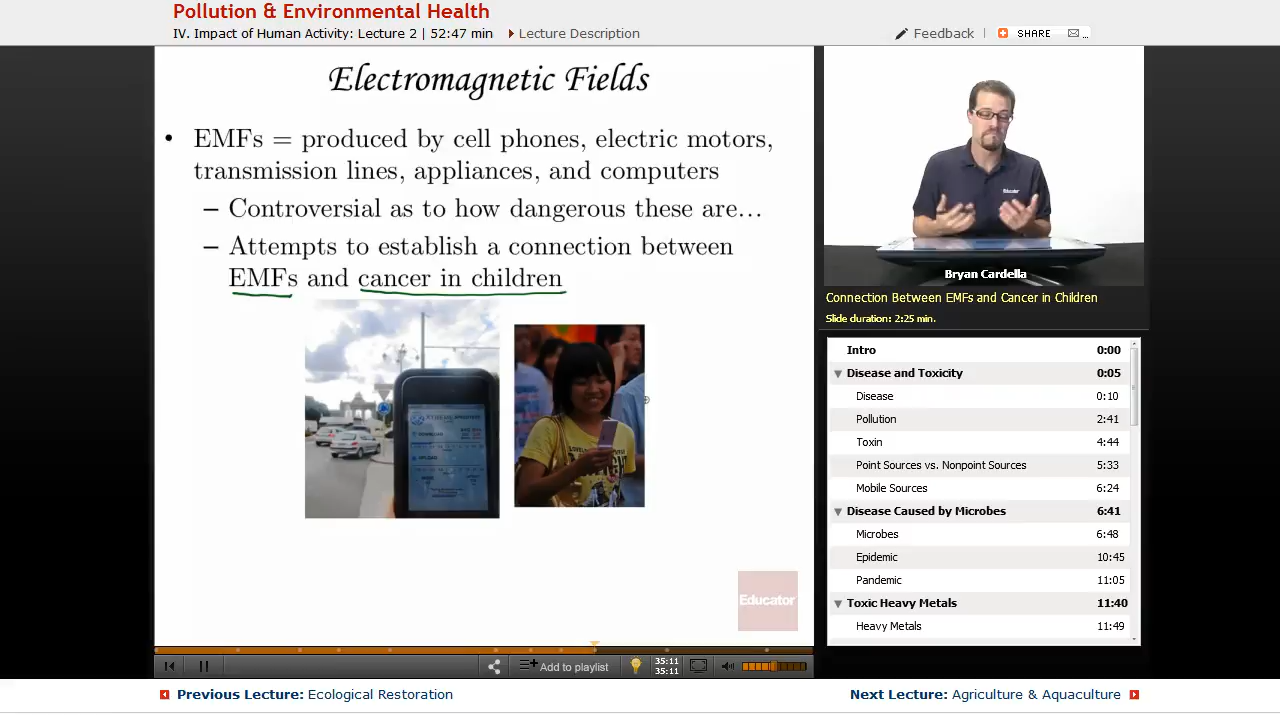 Pollution & Environmental Health
IV. Impact of Human Activity: Lecture 2 | 52:47 min
Lecture Description
Feedback
SHARE
Electromagnetic Fields
• EMFs = produced by cell phones, electric motors,
transmission lines, appliances, and computers
– Controversial as to how dangerous these are…
– Attempts to establish a connection between
EMFs and cancer in children
DOWNLOAD
UPLOAD
Educator
Educator
Bryan Cardella
Connection Between EMFs and Cancer in Children
Slide duration: 2:25 min.
Intro 0:00
Disease and Toxicity 0:05
Disease 0:10
Pollution 2:41
Toxin 4:44
Point Sources vs. Nonpoint Sources 5:33
Mobile Sources 6:24
Disease Caused by Microbes 6:41
Microbes 6:48
Epidemic 10:45
Pandemic 11:05
Toxic Heavy Metals 11:40
Heavy Metals 11:49
Add to playlist
35:11
35:11
Previous Lecture: Ecological Restoration
Next Lecture: Agriculture & Aquaculture